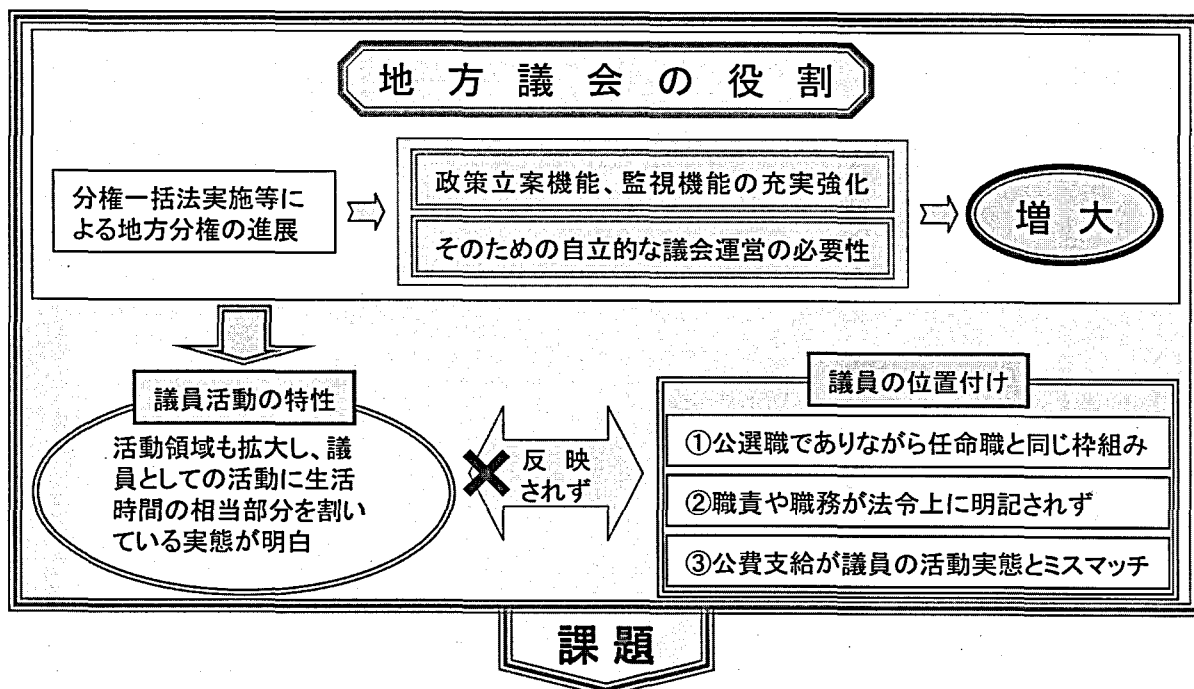 地方議会の役割
分権一括法実施等に
よる地方分権の進展
政策立案機能、監視機能の充実強化
そのための自立的な議会運営の必要性
増大
議員活動の特性
活動領域も拡大し、議
員としての活動に生活
時間の相当部分を割い
ている実態が明白
反映
されず
議員の位置付け
①公選職でありながら任命職と同じ枠組み
②職責や職務が法令上に明記されず
③公費支給が議員の活動実態とミスマッチ
課題